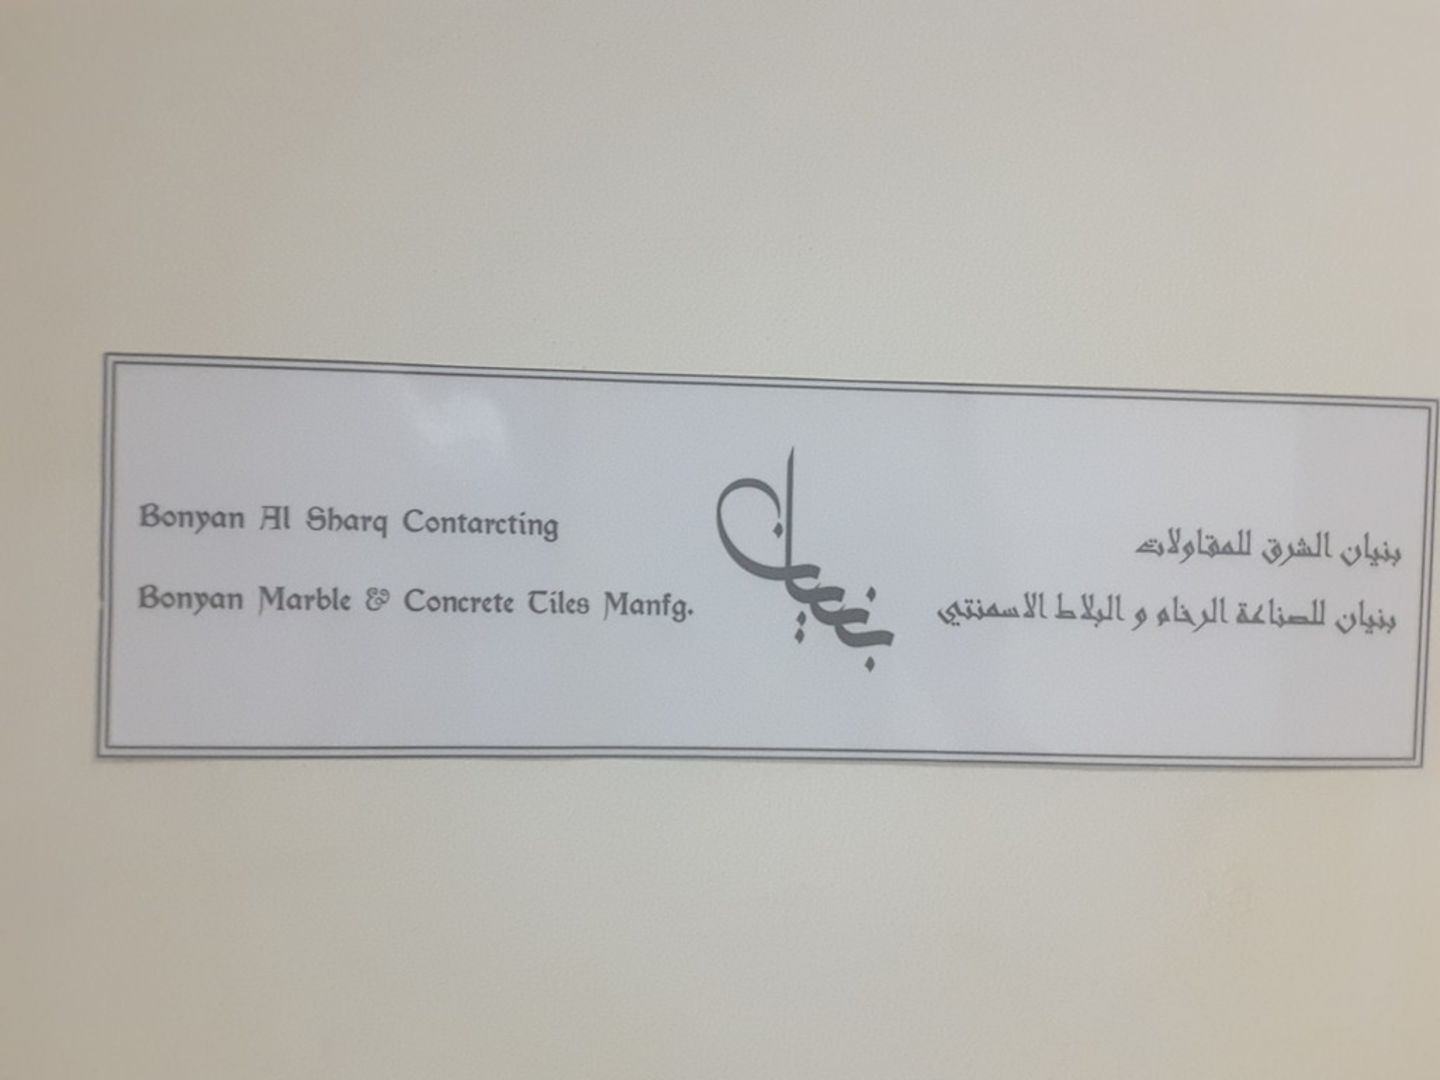 Bonyan Al Sharq Contarcting
Bonyan Marble & Concrete Tiles Manfg.
بنيان
بنيان الشرق للمقاولات
بنيان للصناعة الرخام و البلاط الاسمنتي